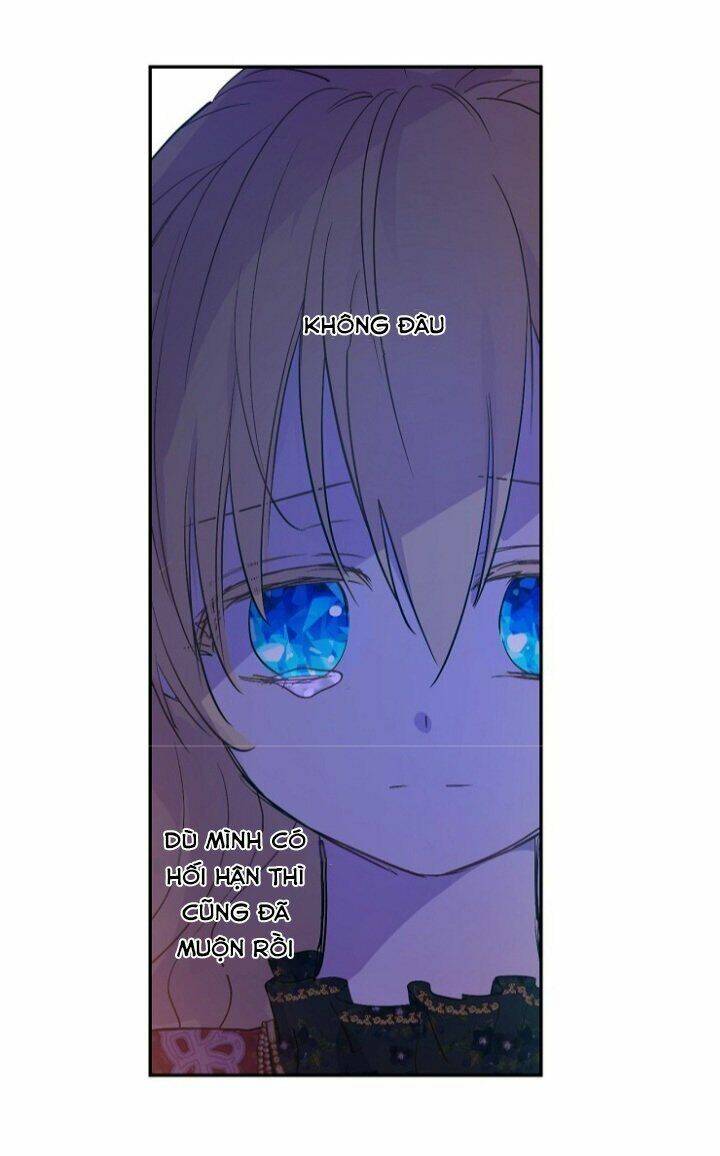 KHÔNG ĐÂU
DÙ MÌNH CÓ
HỐI HẬN THÌ
CŨNG ĐÃ
MUỘN RỒI